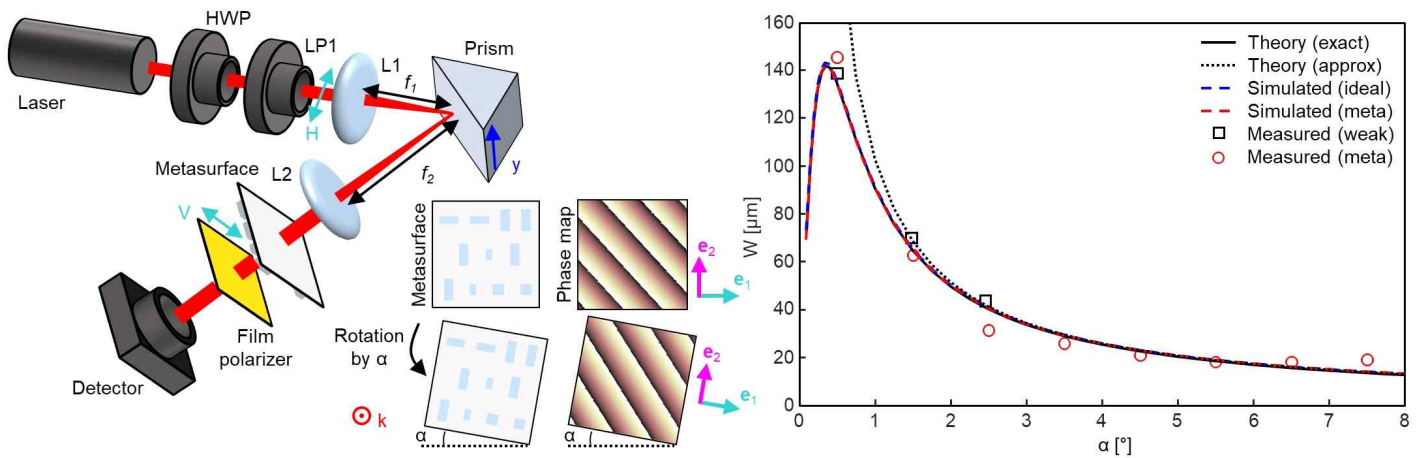 HWP
LP1
L1
Prism
Laser
H
f1
f2
y
L2
Metasurface
V
Film
polarizer
Detector
Metasurface
Phase map
e2
e1
Rotation
by α
e2
e1
k
α
α
160
140
120
100
80
60
40
20
0
W [µm]
0 1 2 3 4 5 6 7 8
α [°]
Theory (exact)
Theory (approx)
Simulated (ideal)
Simulated (meta)
Measured (weak)
Measured (meta)